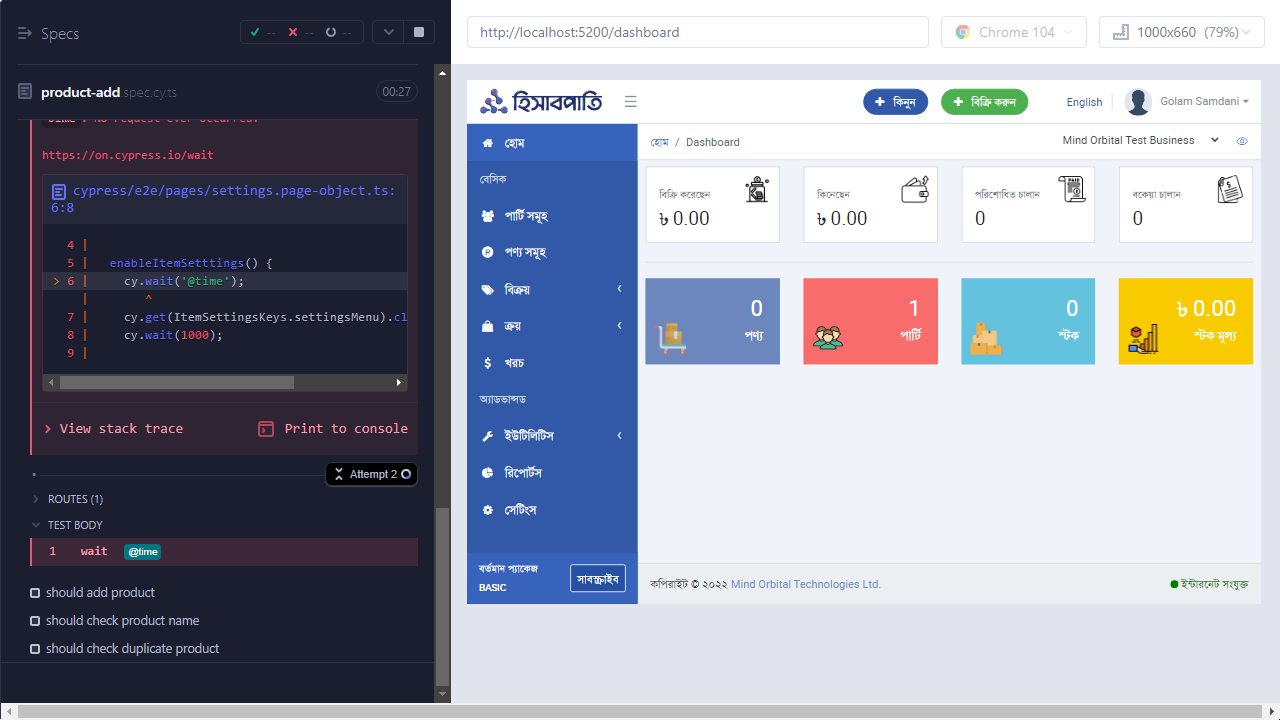 Specs
-- -- --
product-add spec.cy.ts
00:27
time . No request ever occurred.
https://on.cypress.io/wait
cypress/e2e/pages/settings.page-object.ts:
6:8
4 |
5 | enableItemSetttings() {
> 6 | cy.wait('@time');
| ^
7 | cy.get(ItemSettingsKeys.settingsMenu).cl
8 | cy.wait(1000);
9 |
View stack trace
Print to console
Attempt 2
ROUTES (1)
TEST BODY
1 wait @time
should add product
should check product name
should check duplicate product
http://localhost:5200/dashboard
Chrome 104
1000x660 (79%)
হিসাবপাতি
কিনুন
বিক্রি করুন
English
Golam Samdani
হোম
বেসিক
পার্টি সমূহ
পণ্য সমূহ
বিক্রয়
ক্রয়
খরচ
অ্যাডভান্সড
ইউটিলিটিস
রিপোর্টস
সেটিংস
বর্তমান প্যাকেজ
BASIC
সাবস্ক্রাইব
হোম / Dashboard
Mind Orbital Test Business
বিক্রি করেছেন
৳ 0.00
কিনেছেন
৳ 0.00
পরিশোধিত চালান
0
বকেয়া চালান
0
0
পণ্য
1
পার্টি
0
স্টক
৳ 0.00
স্টক মূল্য
কপিরাইট © ২০২২ Mind Orbital Technologies Ltd.
ইন্টারনেট সংযুক্ত